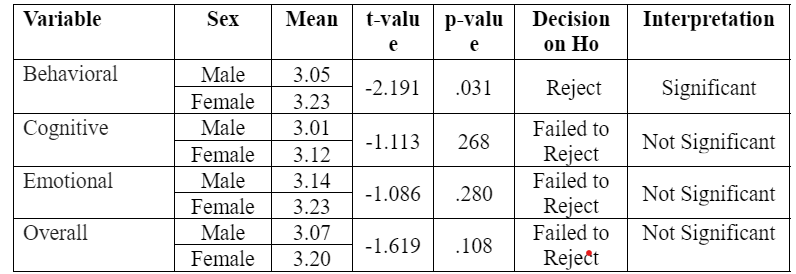 Variable Sex Mean t-valu p-valu Decision Interpretation
e e on Ho
Behavioral Male 3.05 -2.191 .031 Reject Significant
Female 3.23
Cognitive Male 3.01 -1.113 268 Failed to Not Significant
Female 3.12 Reject
Emotional Male 3.14 -1.086 .280 Failed to Not Significant
Female 3.23 Reject
Overall Male 3.07 -1.619 .108 Failed to Not Significant
Female 3.20 Reject